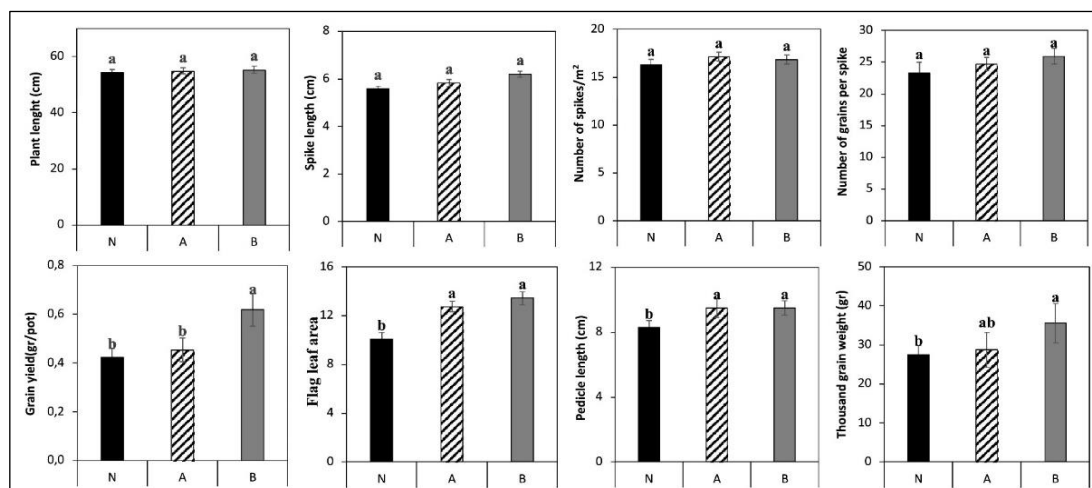 Plant lenght (cm)
60
40
20
0
a
a
a
N
A
B
Spike length (cm)
8
6
4
2
0
a
a
a
N
A
B
Number of spikes/m²
20
15
10
5
0
a
a
a
N
A
B
Number of grains per spike
30
25
20
15
10
5
0
a
a
a
N
A
B
Grain yield(gr/pot)
0,8
0,6
0,4
0,2
0,0
b
b
a
N
A
B
Flag leaf area
16
12
8
4
0
b
a
a
N
A
B
Pedicle length (cm)
12
8
4
0
b
a
a
N
A
B
Thousand grain weight (gr)
50
40
30
20
10
0
b
ab
a
N
A
B